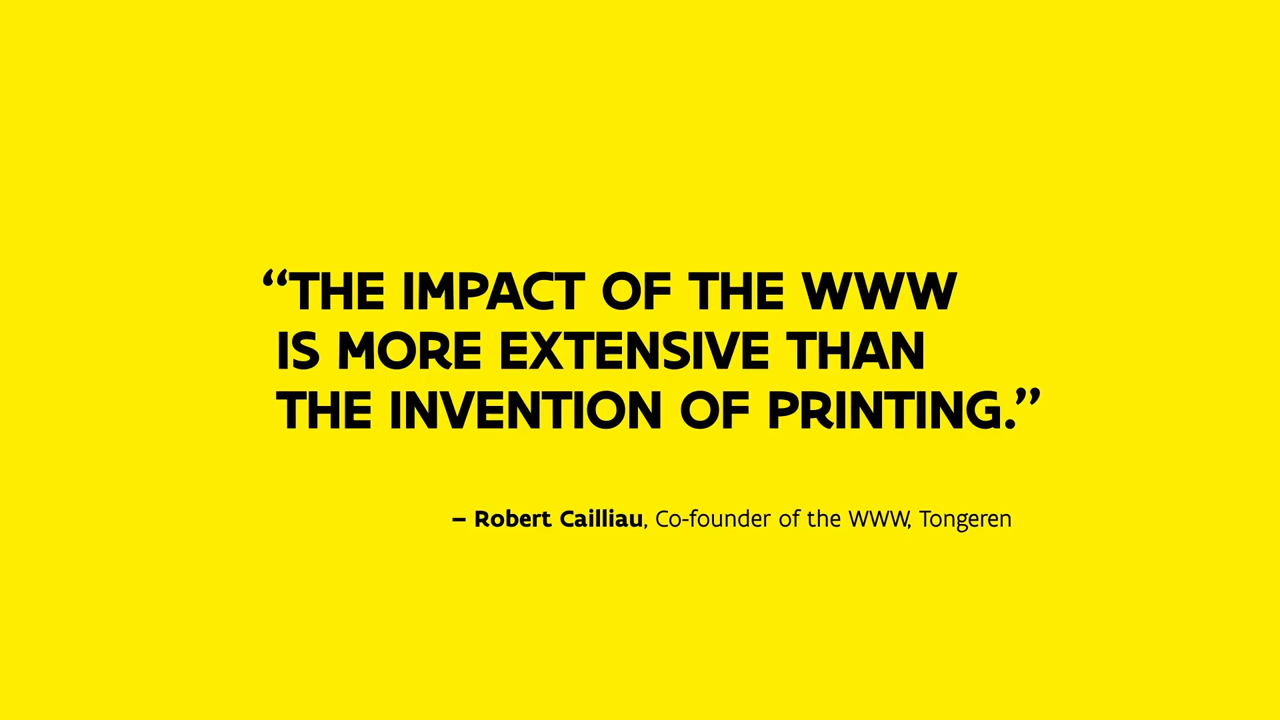 “THE IMPACT OF THE WWW
IS MORE EXTENSIVE THAN
THE INVENTION OF PRINTING.”
– Robert Cailliau, Co-founder of the WWW, Tongeren